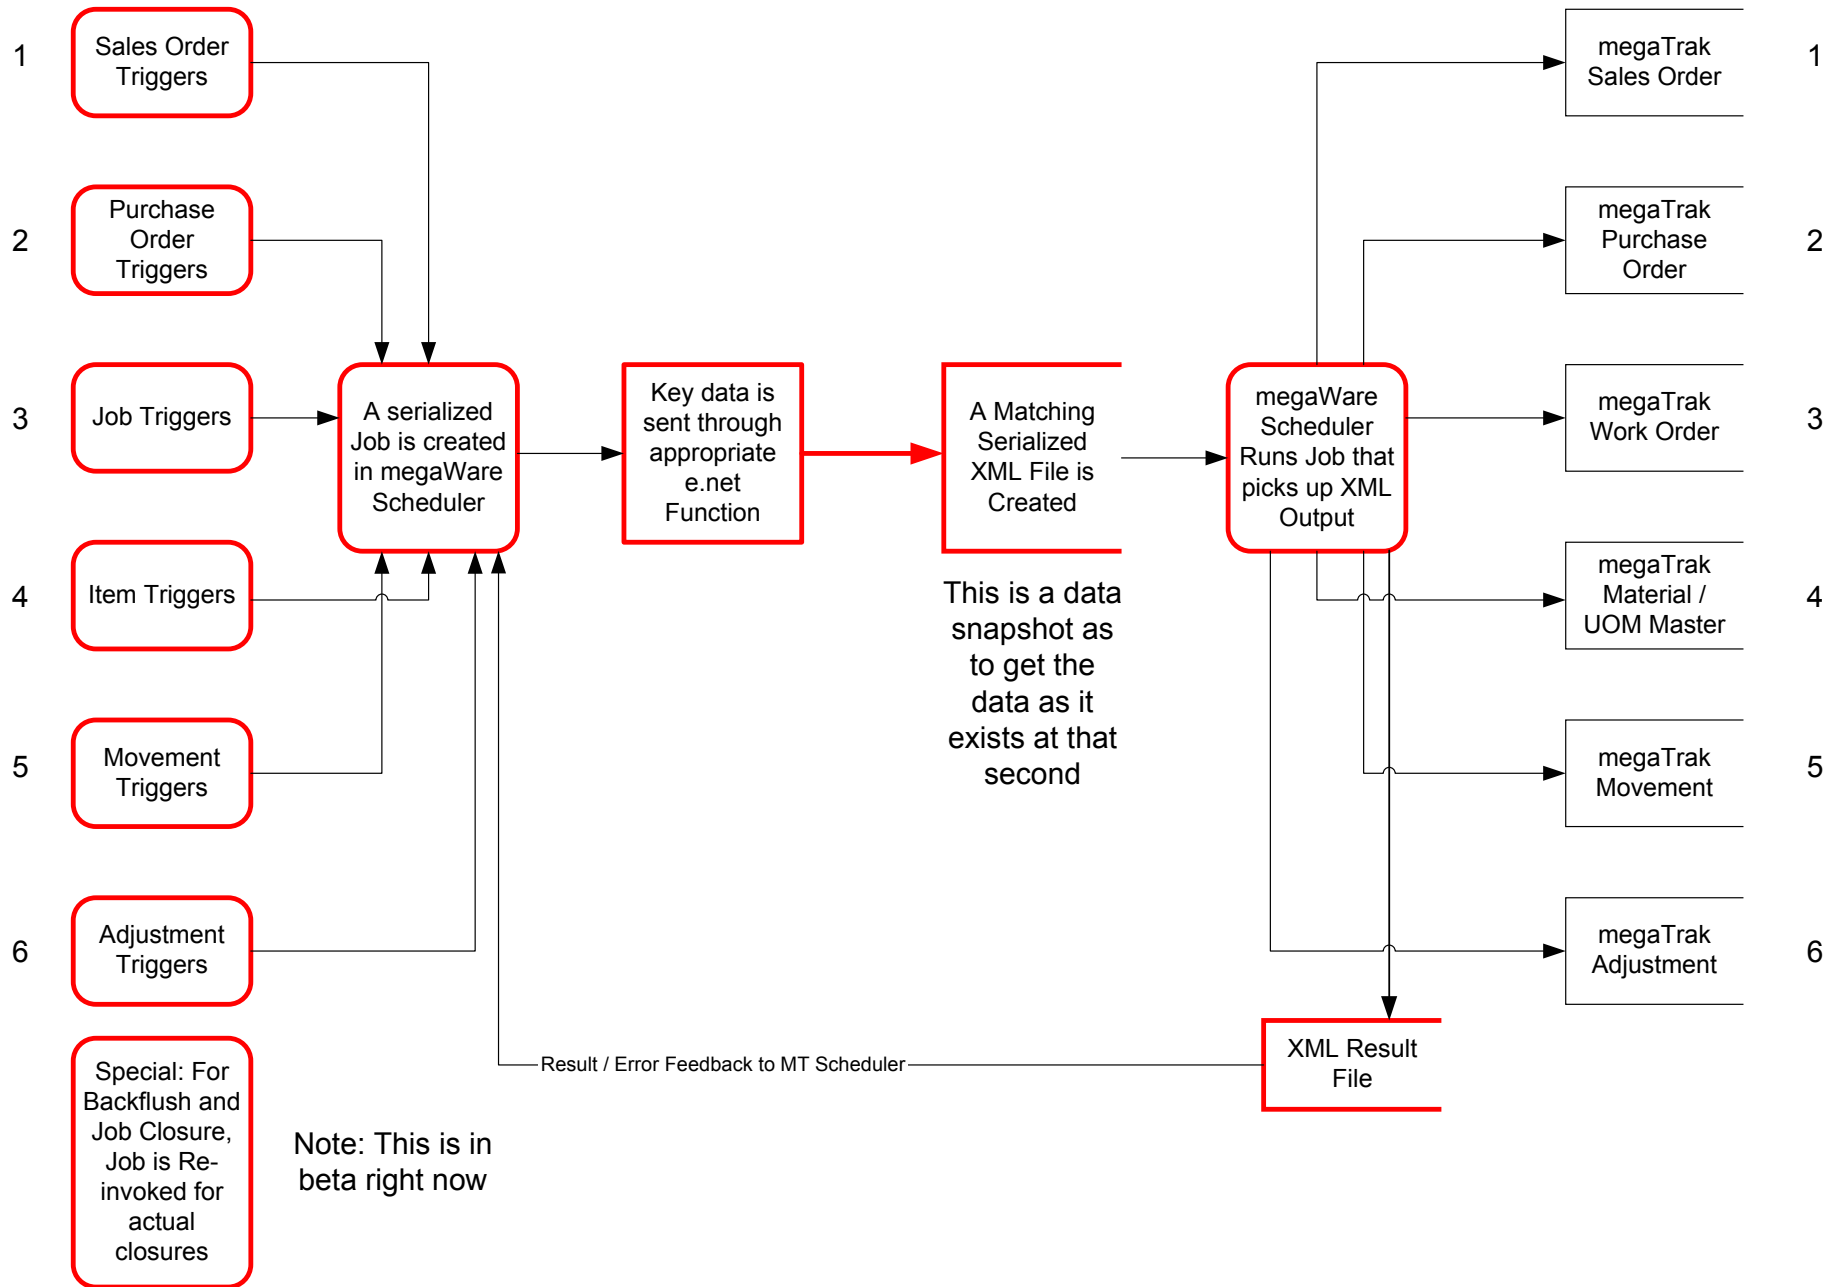 1
Sales Order
Triggers
megaTrak
Sales Order
1
2
Purchase
Order
Triggers
megaTrak
Purchase
Order
2
3
Job Triggers
A serialized
Job is created
in megaWare
Scheduler
Key data is
sent through
appropriate
e.net
Function
A Matching
Serialized
XML File is
Created
megaWare
Scheduler
Runs Job that
picks up XML
Output
megaTrak
Work Order
3
4
Item Triggers
This is a data
snapshot as
to get the
data as it
exists at that
second
megaTrak
Material /
UOM Master
4
5
Movement
Triggers
megaTrak
Movement
5
6
Adjustment
Triggers
megaTrak
Adjustment
6
Special: For
Backflush and
Job Closure,
Job is Re-
invoked for
actual
closures
Note: This is in
beta right now
Result / Error Feedback to MT Scheduler
XML Result
File